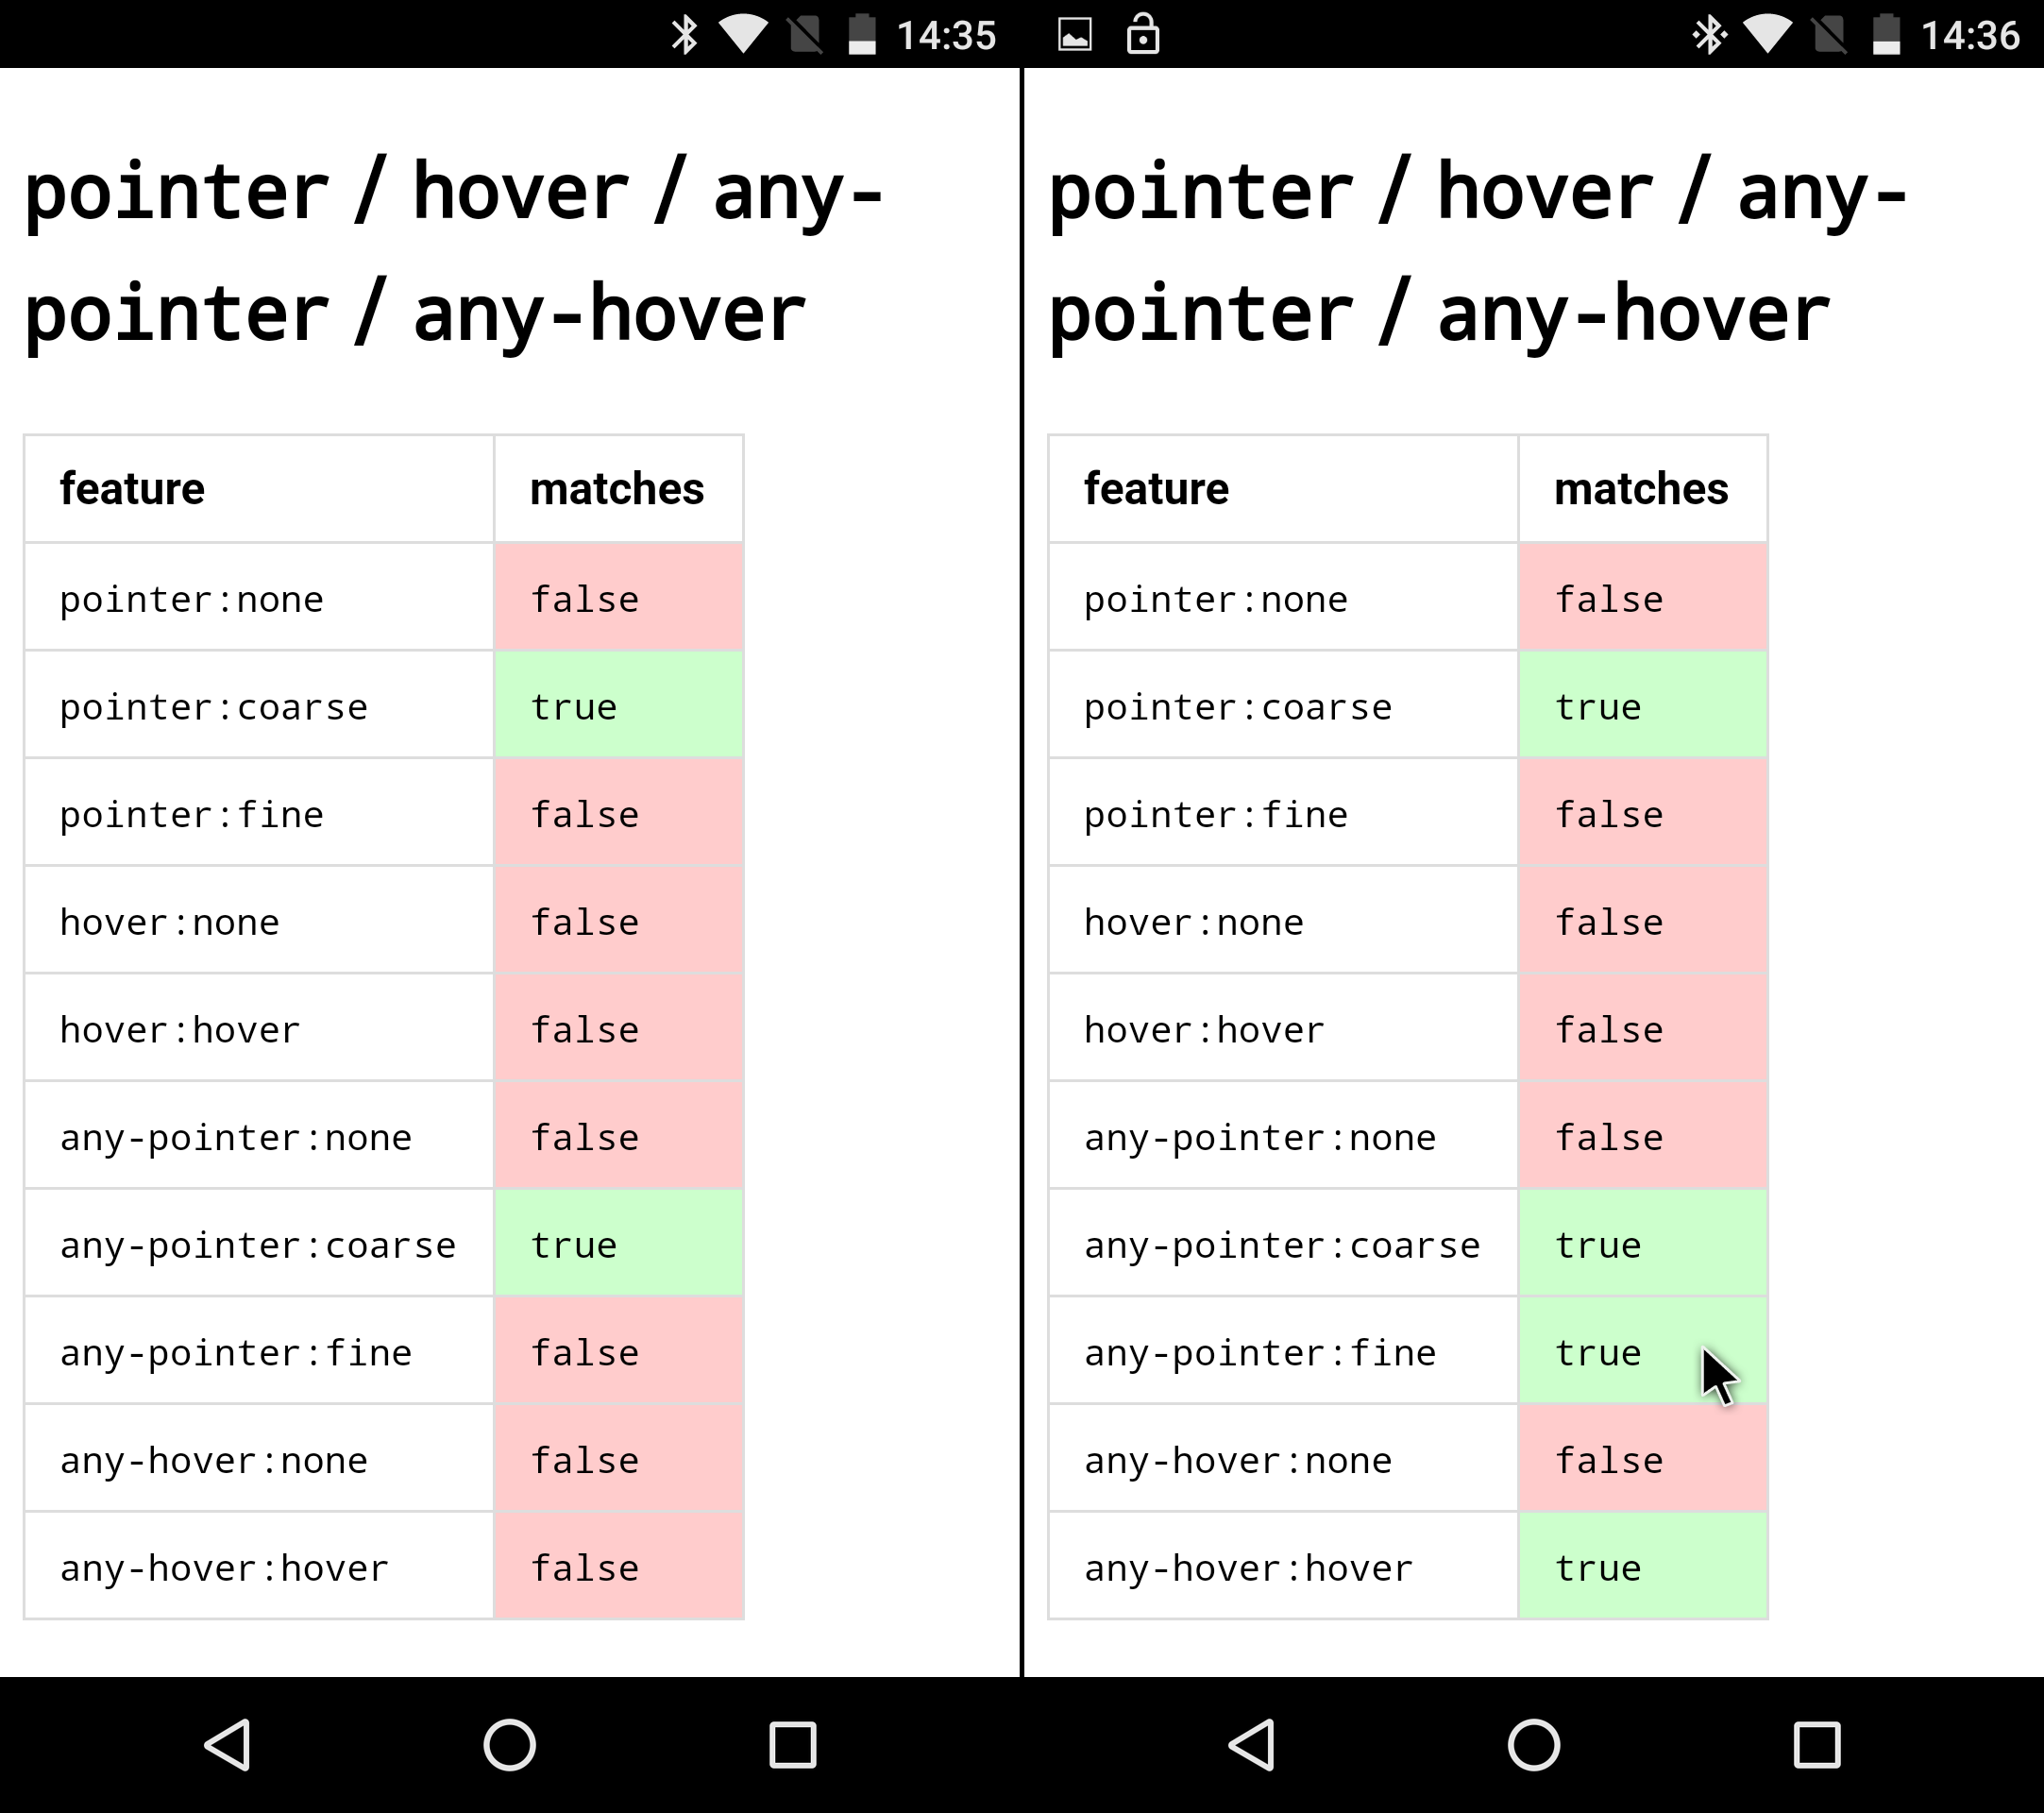 14:35
pointer / hover / any-
pointer / any-hover
feature matches
pointer:none false
pointer:coarse true
pointer:fine false
hover:none false
hover:hover false
any-pointer:none false
any-pointer:coarse true
any-pointer:fine false
any-hover:none false
any-hover:hover false
14:36
pointer / hover / any-
pointer / any-hover
feature matches
pointer:none false
pointer:coarse true
pointer:fine false
hover:none false
hover:hover false
any-pointer:none false
any-pointer:coarse true
any-pointer:fine true
any-hover:none false
any-hover:hover true